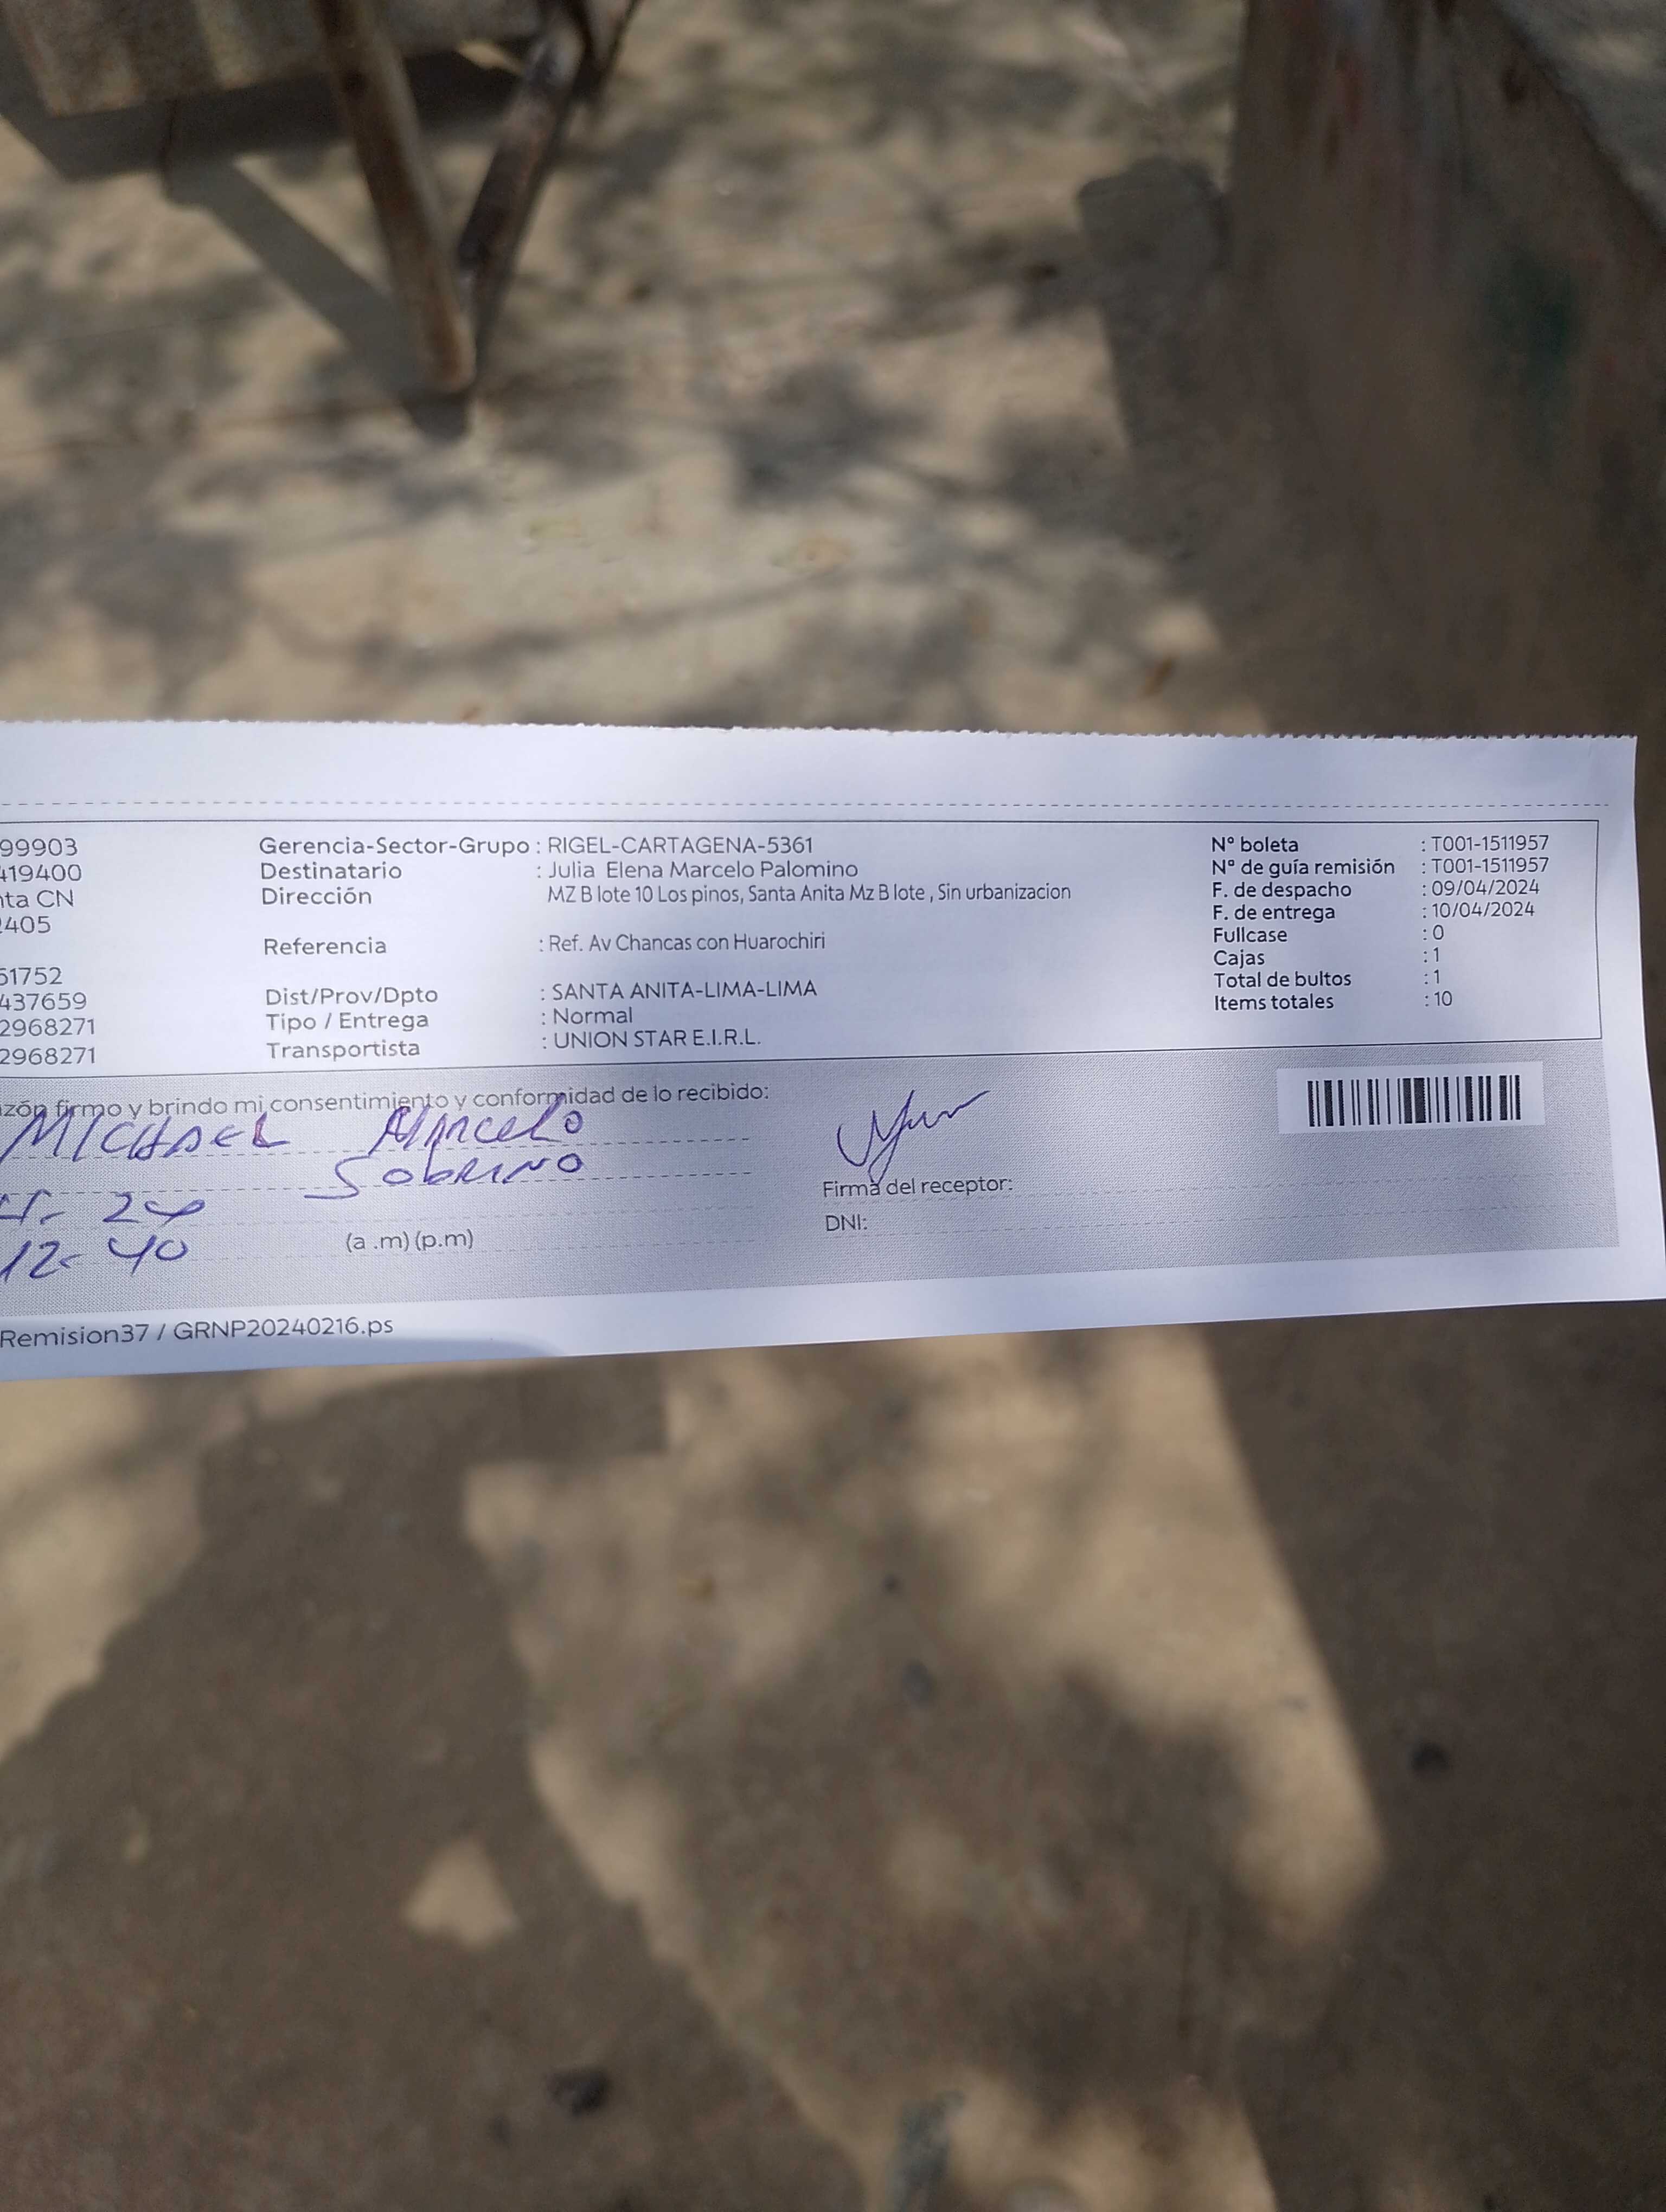 99903
419400
nta CN
2405
51752
437659
2968271
2968271
Gerencia-Sector-Grupo : RIGEL-CARTAGENA-5361
Destinatario : Julia Elena Marcelo Palomino
Dirección MZ B lote 10 Los pinos, Santa Anita Mz B lote , Sin urbanizacion
Referencia : Ref. Av Chancas con Huarochiri
Dist/Prov/Dpto : SANTA ANITA-LIMA-LIMA
Tipo / Entrega : Normal
Transportista : UNION STAR E.I.R.L.
Nº boleta : T001-1511957
Nº de guía remisión : T001-1511957
F. de despacho : 09/04/2024
F. de entrega : 10/04/2024
Fullcase : 0
Cajas : 1
Total de bultos : 1
Items totales : 10
zón firmo y brindo mi consentimiento y conformidad de lo recibido:
MICHAEL Marcelo
Sobrino
24
12- 40 (a .m) (p.m)
Firma del receptor:
DNI:
Remision37 / GRNP20240216.ps